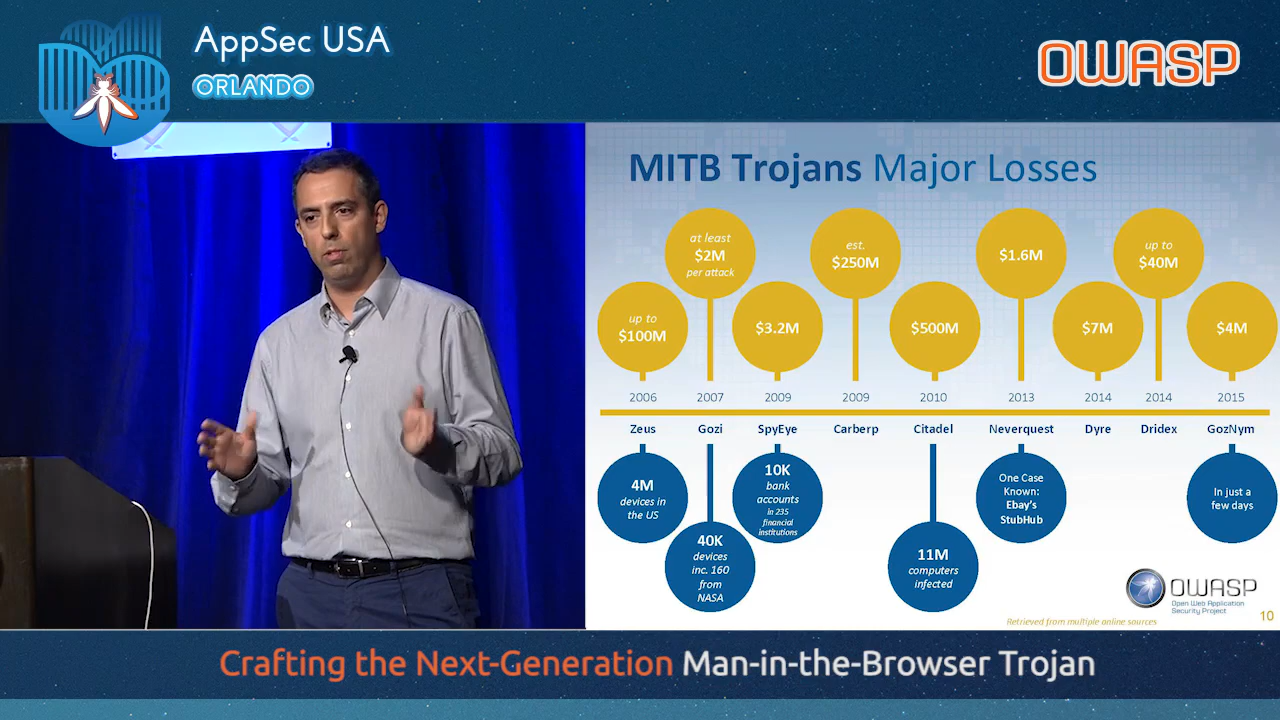 AppSec USA
ORLANDO
OWASP
MITB Trojans Major Losses
up to
$100M
at least
$2M
per attack
$3.2M
est.
$250M
$500M
$1.6M
$7M
up to
$40M
$4M
2006
2007
2009
2009
2010
2013
2014
2014
2015
Zeus
Gozi
SpyEye
Carberp
Citadel
Neverquest
Dyre
Dridex
GozNym
4M
devices in
the US
40K
devices
inc. 160
from
NASA
10K
bank
accounts
in 235
financial
institutions
11M
computers
infected
One Case
Known:
Ebay's
StubHub
In just a
few days
OWASP
Open Web Application
Security Project
Retrieved from multiple online sources
10
Crafting the Next-Generation Man-in-the-Browser Trojan